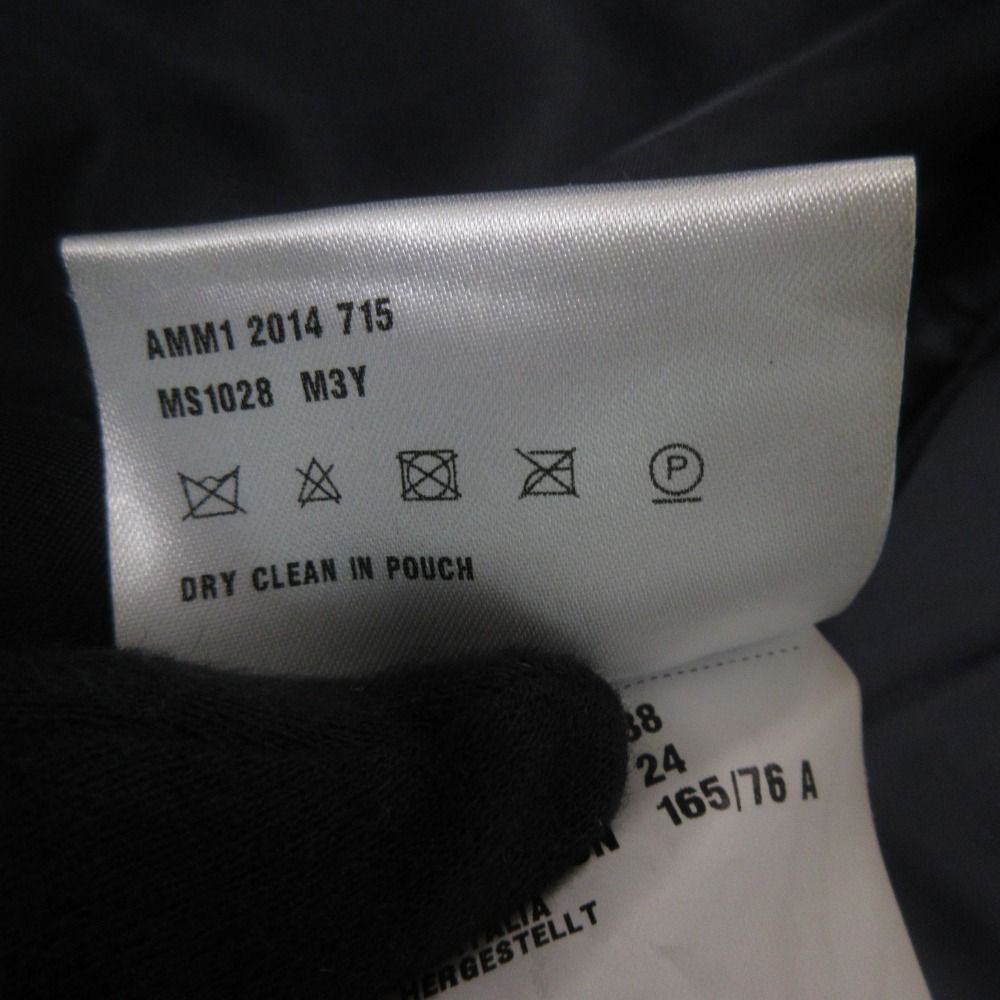 AMM1 2014 715
MS1028 M3Y
P
DRY CLEAN IN POUCH
38
24
165/76 A
HERGESTELLT